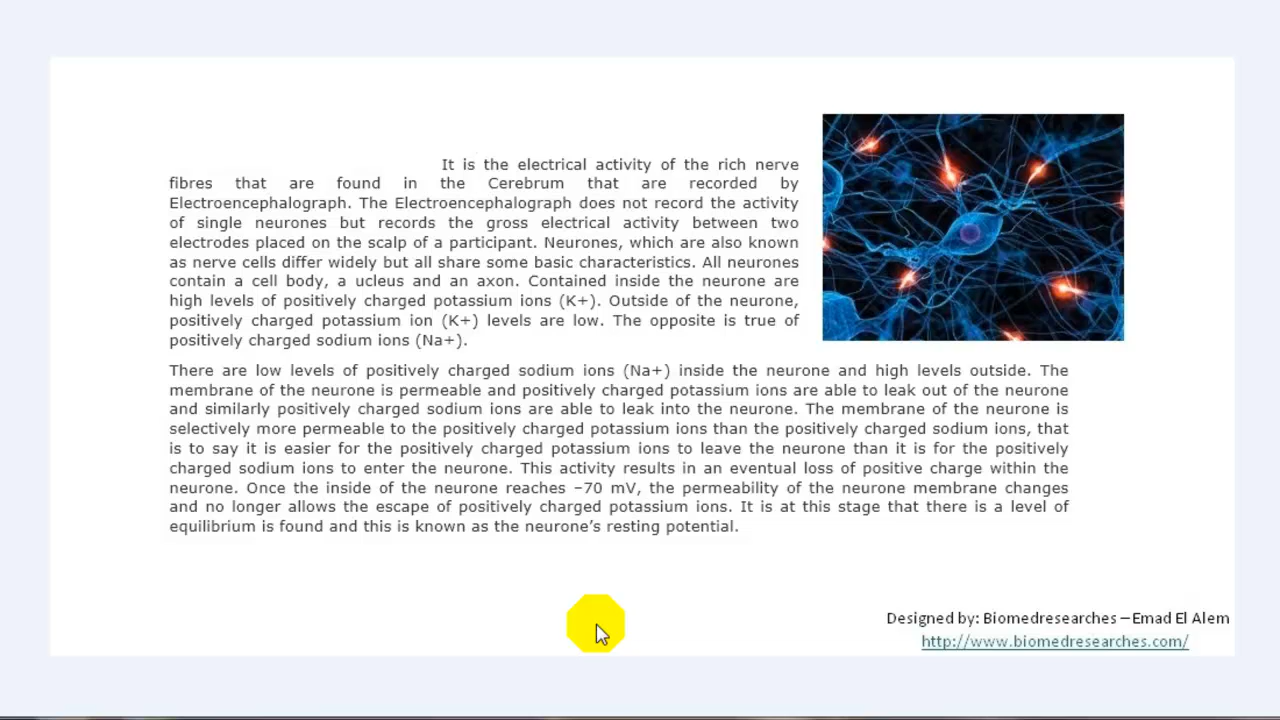 It is the electrical activity of the rich nerve
fibres that are found in the Cerebrum that are recorded by
Electroencephalograph. The Electroencephalograph does not record the activity
of single neurones but records the gross electrical activity between two
electrodes placed on the scalp of a participant. Neurones, which are also known
as nerve cells differ widely but all share some basic characteristics. All neurones
contain a cell body, a ucleus and an axon. Contained inside the neurone are
high levels of positively charged potassium ions (K+). Outside of the neurone,
positively charged potassium ion (K+) levels are low. The opposite is true of
positively charged sodium ions (Na+).
There are low levels of positively charged sodium ions (Na+) inside the neurone and high levels outside. The
membrane of the neurone is permeable and positively charged potassium ions are able to leak out of the neurone
and similarly positively charged sodium ions are able to leak into the neurone. The membrane of the neurone is
selectively more permeable to the positively charged potassium ions than the positively charged sodium ions, that
is to say it is easier for the positively charged potassium ions to leave the neurone than it is for the positively
charged sodium ions to enter the neurone. This activity results in an eventual loss of positive charge within the
neurone. Once the inside of the neurone reaches −70 mV, the permeability of the neurone membrane changes
and no longer allows the escape of positively charged potassium ions. It is at this stage that there is a level of
equilibrium is found and this is known as the neurone’s resting potential.
Designed by: Biomedresearches – Emad El Alem
http://www.biomedresearches.com/